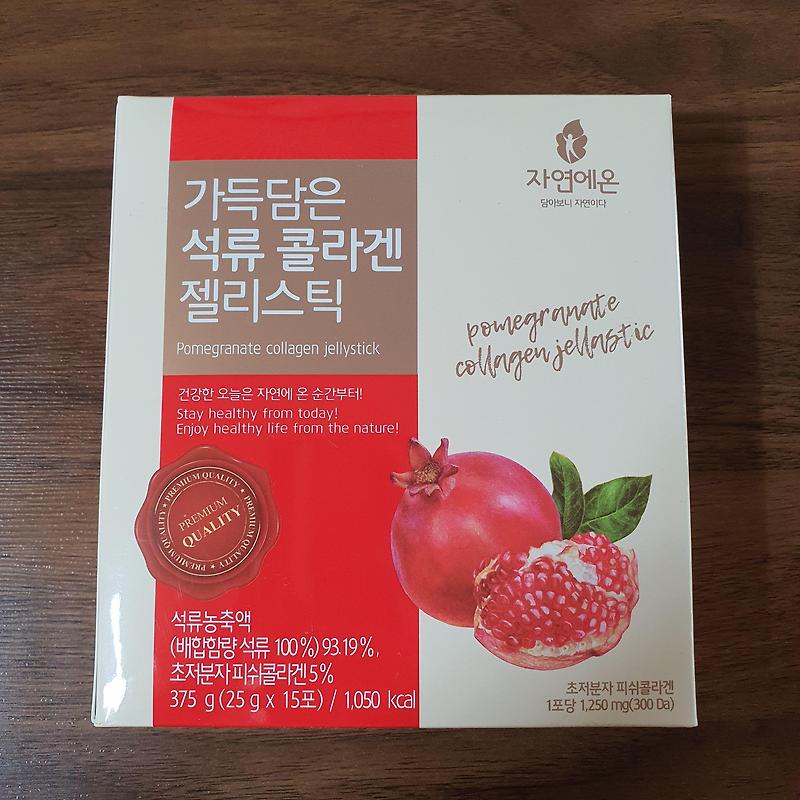 자연에온
담아보니 자연이다
가득담은
석류 콜라겐
젤리스틱
Pomegranate collagen jellystick
pomegranate
collagen jellastic
건강한 오늘은 자연에 온 순간부터!
Stay healthy from today!
Enjoy healthy life from the nature!
PREMIUM QUALITY ★ PREMIUM QUALITY ★ PREMIUM QUALITY ★
PREMIUM
QUALITY
석류농축액
(배합함량 석류 100%) 93.19%,
초저분자 피쉬콜라겐 5%
375 g (25 g x 15포) / 1,050 kcal
초저분자 피쉬콜라겐
1포당 1,250 mg(300 Da)